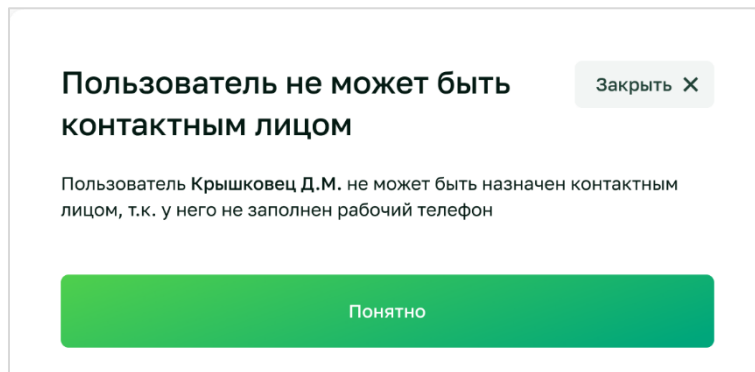 Пользователь не может быть
контактным лицом
Закрыть ✕
Пользователь Крышковец Д.М. не может быть назначен контактным
лицом, т.к. у него не заполнен рабочий телефон
Понятно